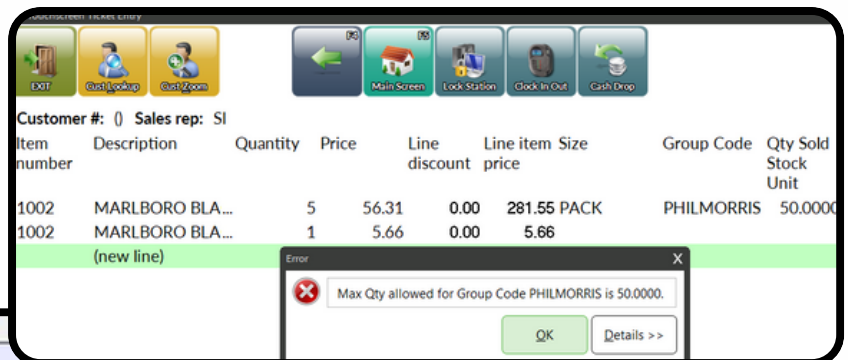 Touchscreen Ticket Entry
F4 F5
EXIT Cust Lookup Cust Zoom Main Screen Lock Station Clock In Out Cash Drop
Customer #: () Sales rep: SI
Item number Description Quantity Price Line discount Line item price Size Group Code Qty Sold Stock Unit
1002 MARLBORO BLA... 5 56.31 0.00 281.55 PACK PHILMORRIS 50.0000
1002 MARLBORO BLA... 1 5.66 0.00 5.66
(new line)
Error X
Max Qty allowed for Group Code PHILMORRIS is 50.0000.
OK Details >>